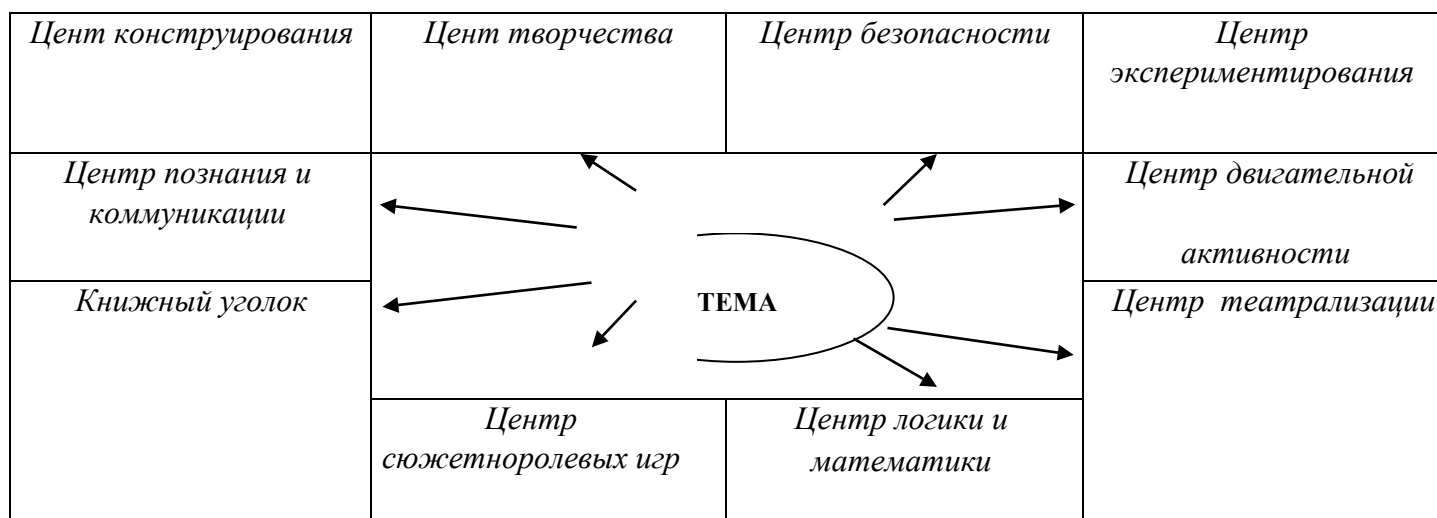 Цент конструирования
Цент творчества
Центр безопасности
Центр
экспериментирования
Центр познания и
коммуникации
Центр двигательной
активности
Книжный уголок
ТЕМА
Центр театрализации
Центр
сюжетноролевых игр
Центр логики и
математики